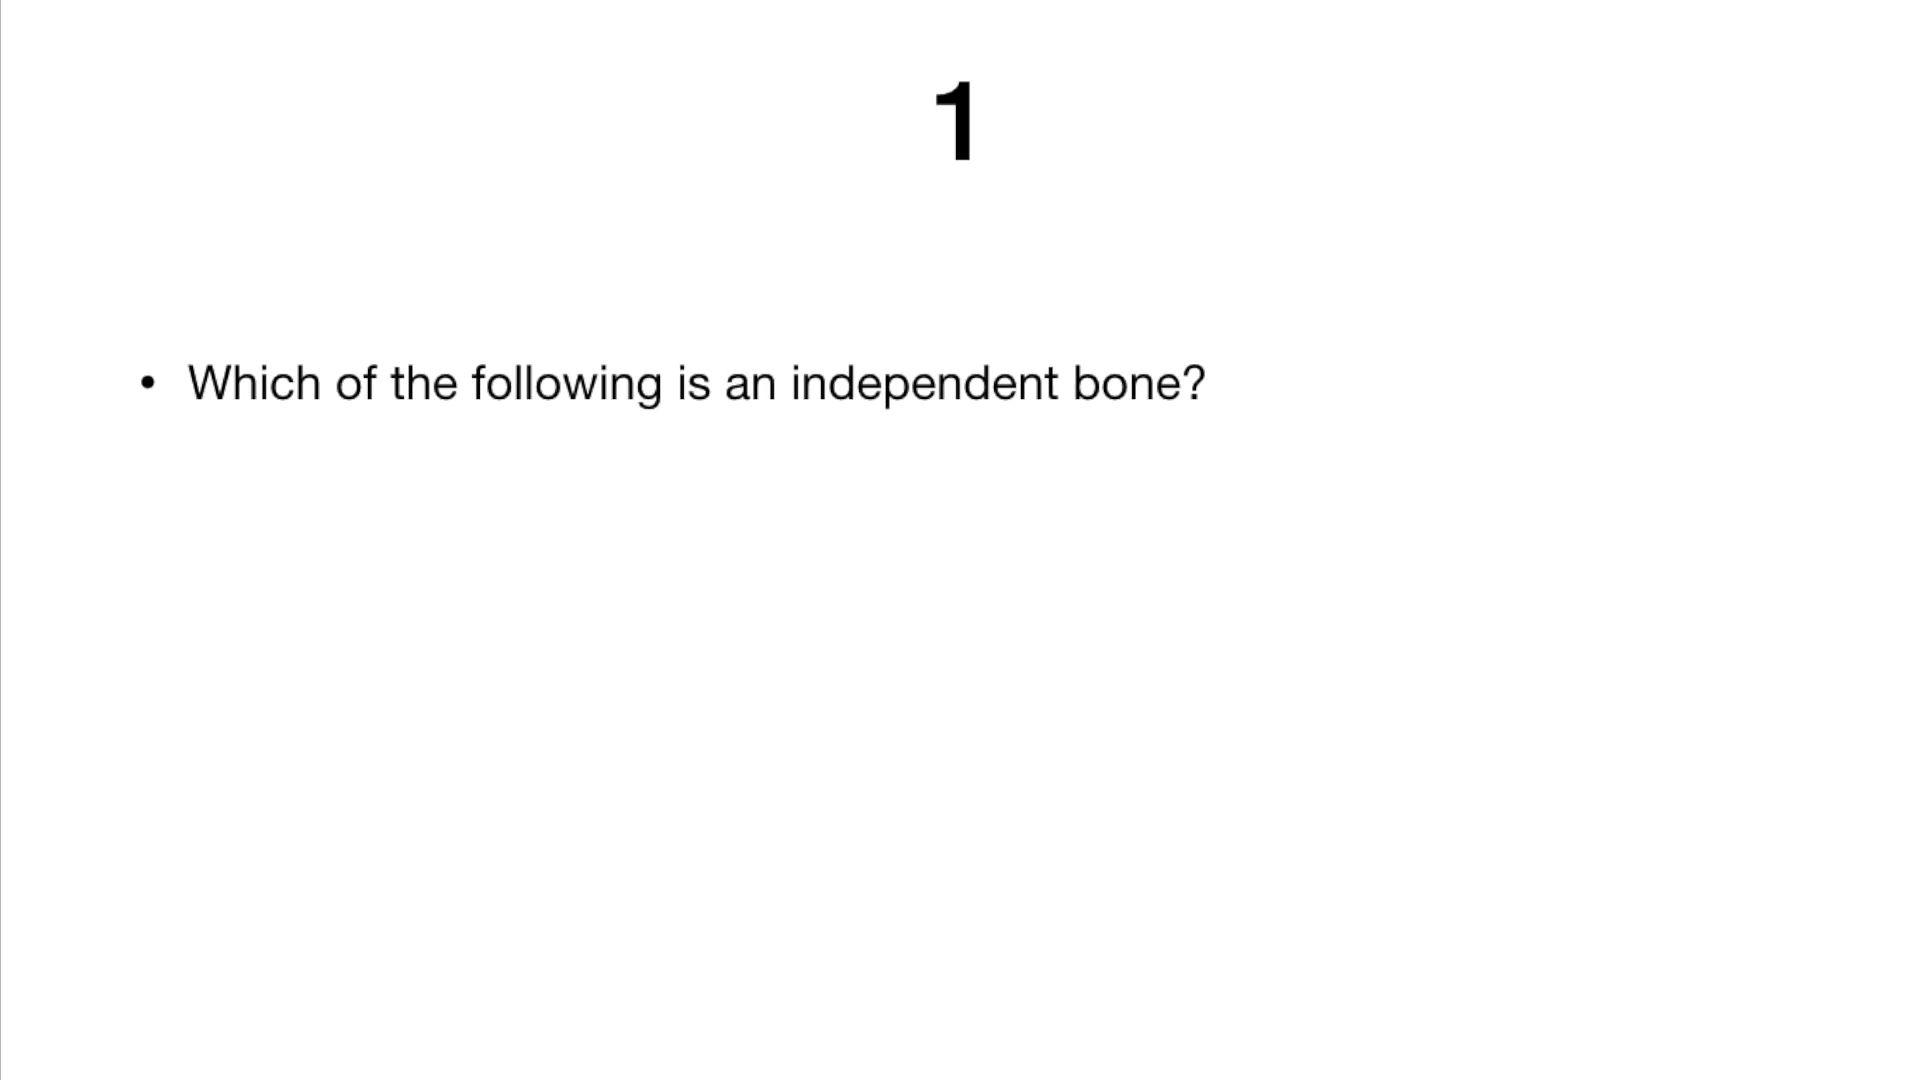 1
• Which of the following is an independent bone?